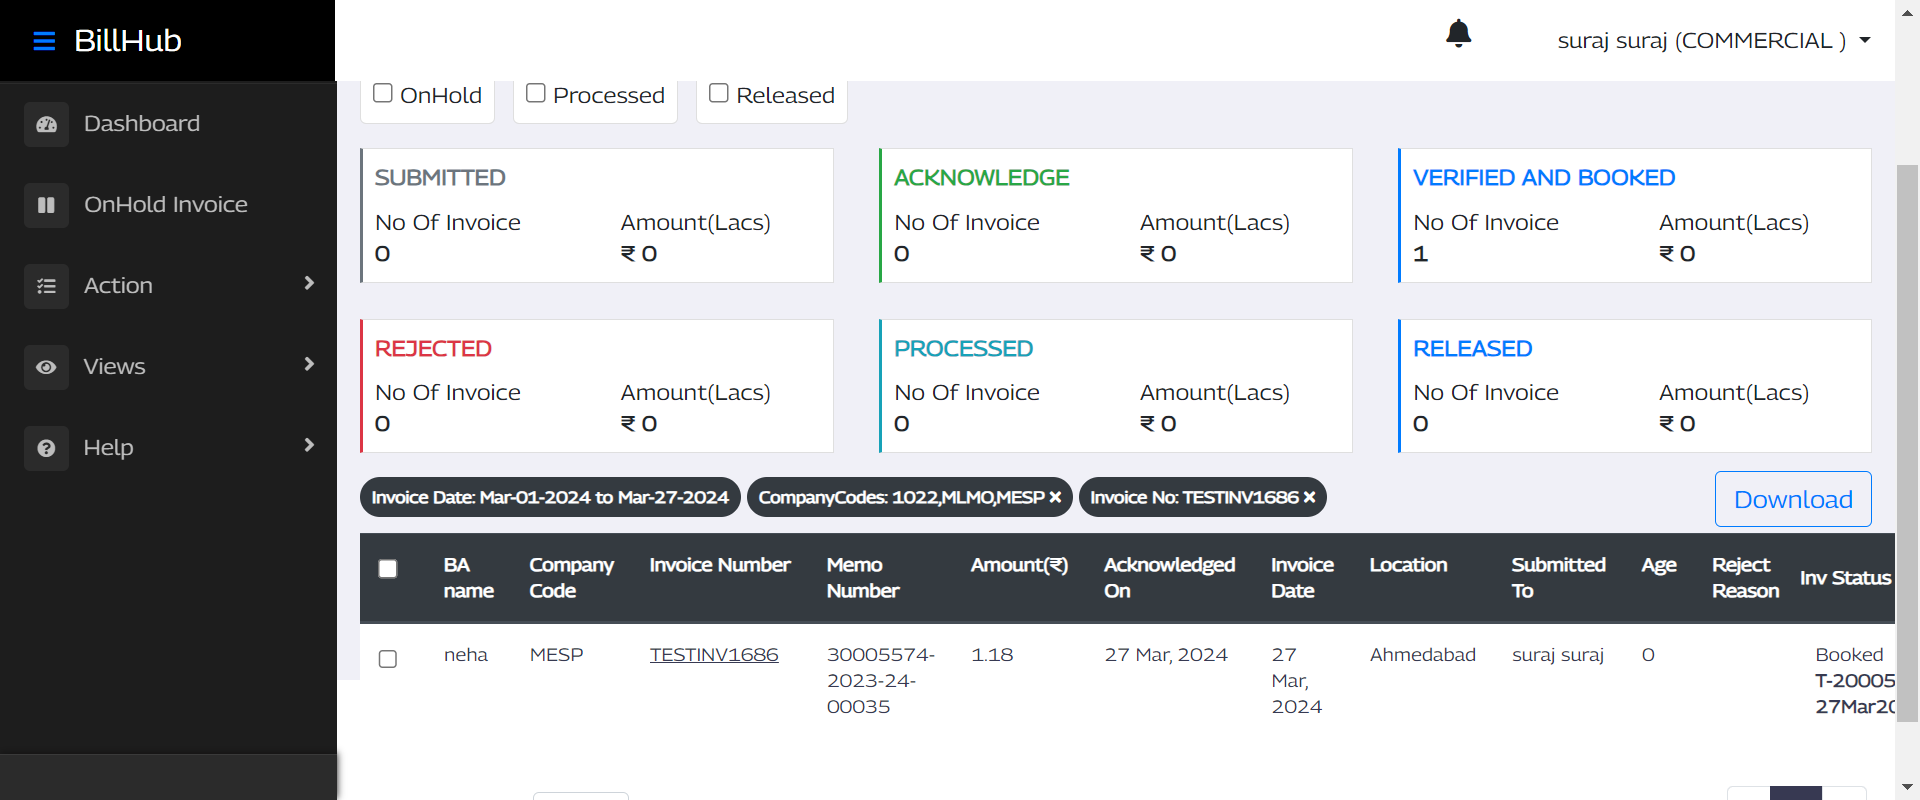 BillHub
suraj suraj (COMMERCIAL )
Dashboard
OnHold Invoice
Action
Views
Help
OnHold
Processed
Released
SUBMITTED
No Of Invoice Amount(Lacs)
0 ₹ 0
ACKNOWLEDGE
No Of Invoice Amount(Lacs)
0 ₹ 0
VERIFIED AND BOOKED
No Of Invoice Amount(Lacs)
1 ₹ 0
REJECTED
No Of Invoice Amount(Lacs)
0 ₹ 0
PROCESSED
No Of Invoice Amount(Lacs)
0 ₹ 0
RELEASED
No Of Invoice Amount(Lacs)
0 ₹ 0
Invoice Date: Mar-01-2024 to Mar-27-2024
CompanyCodes: 1022,MLMO,MESP ×
Invoice No: TESTINV1686 ×
Download
BA name
Company Code
Invoice Number
Memo Number
Amount(₹)
Acknowledged On
Invoice Date
Location
Submitted To
Age
Reject Reason
Inv Status
neha
MESP
TESTINV1686
30005574-
2023-24-
00035
1.18
27 Mar, 2024
27
Mar,
2024
Ahmedabad
suraj suraj
0
Booked
T-20005